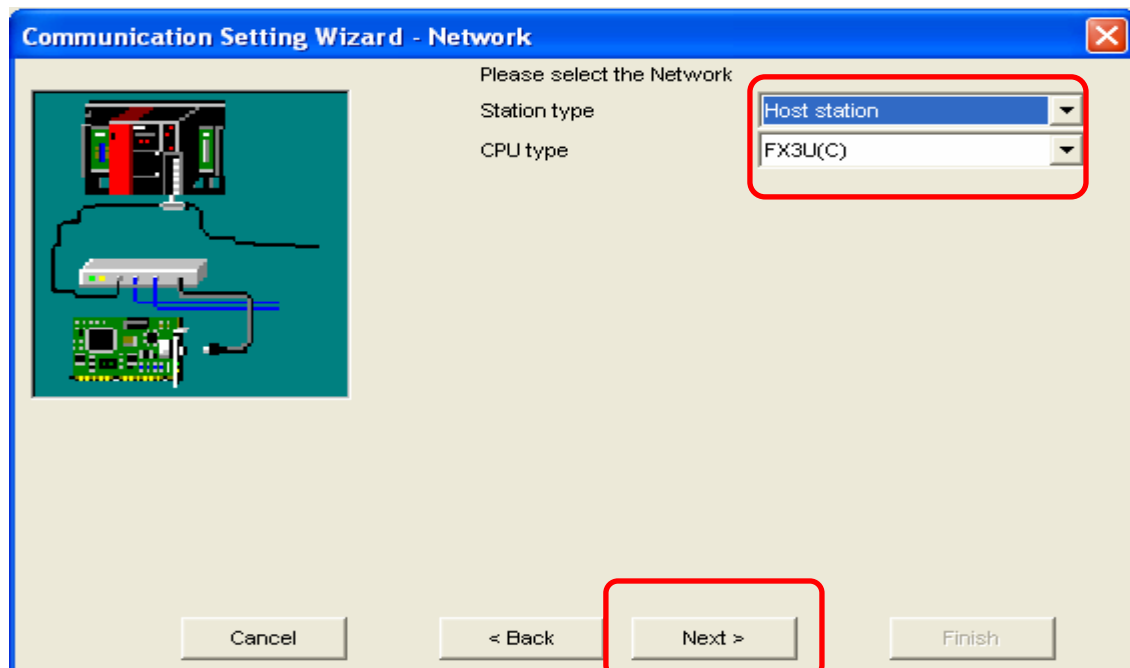 Communication Setting Wizard - Network
Please select the Network
Station type Host station
CPU type FX3U(C)
Cancel < Back Next > Finish